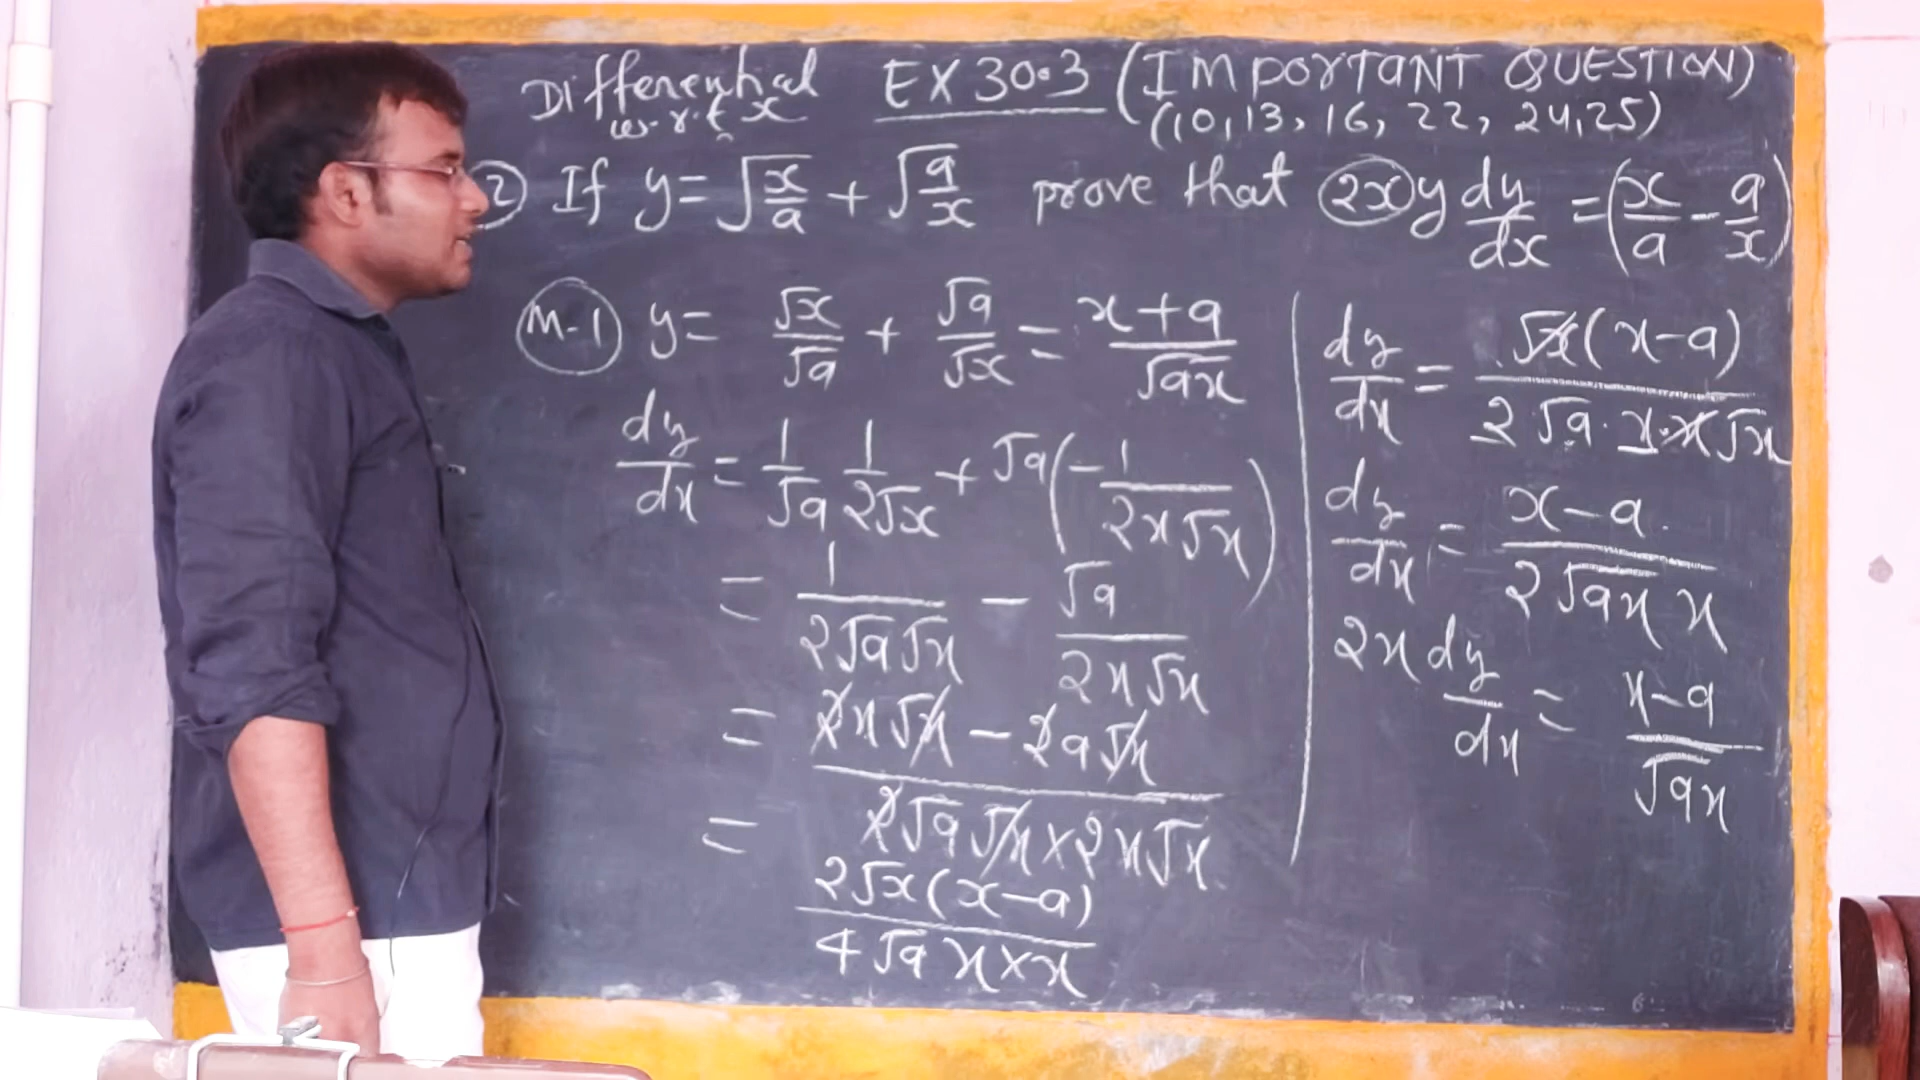 Differential EX 30.3 (IMPORTANT QUESTION)
w.r.t x (10,13, 16, 22, 24,25)
2) If y=√(x/a) + √(a/x) prove that 2xy dy/dx = (x/a - a/x)
M-1 y= √x/√a + √a/√x = x+a/√ax
dy/dx = 1/√a 1/2√x + √a(-1/2x√x)
= 1/2√a√x - √a/2x√x
= 2x√x - 2a√x
= 2√a√x × 2x√x
2√x(x-a)
4√a x×x
dy/dx = √x(x-a)/2√a.x.x√x
dy/dx = x-a/2√ax x
2x dy/dx = x-a/√ax